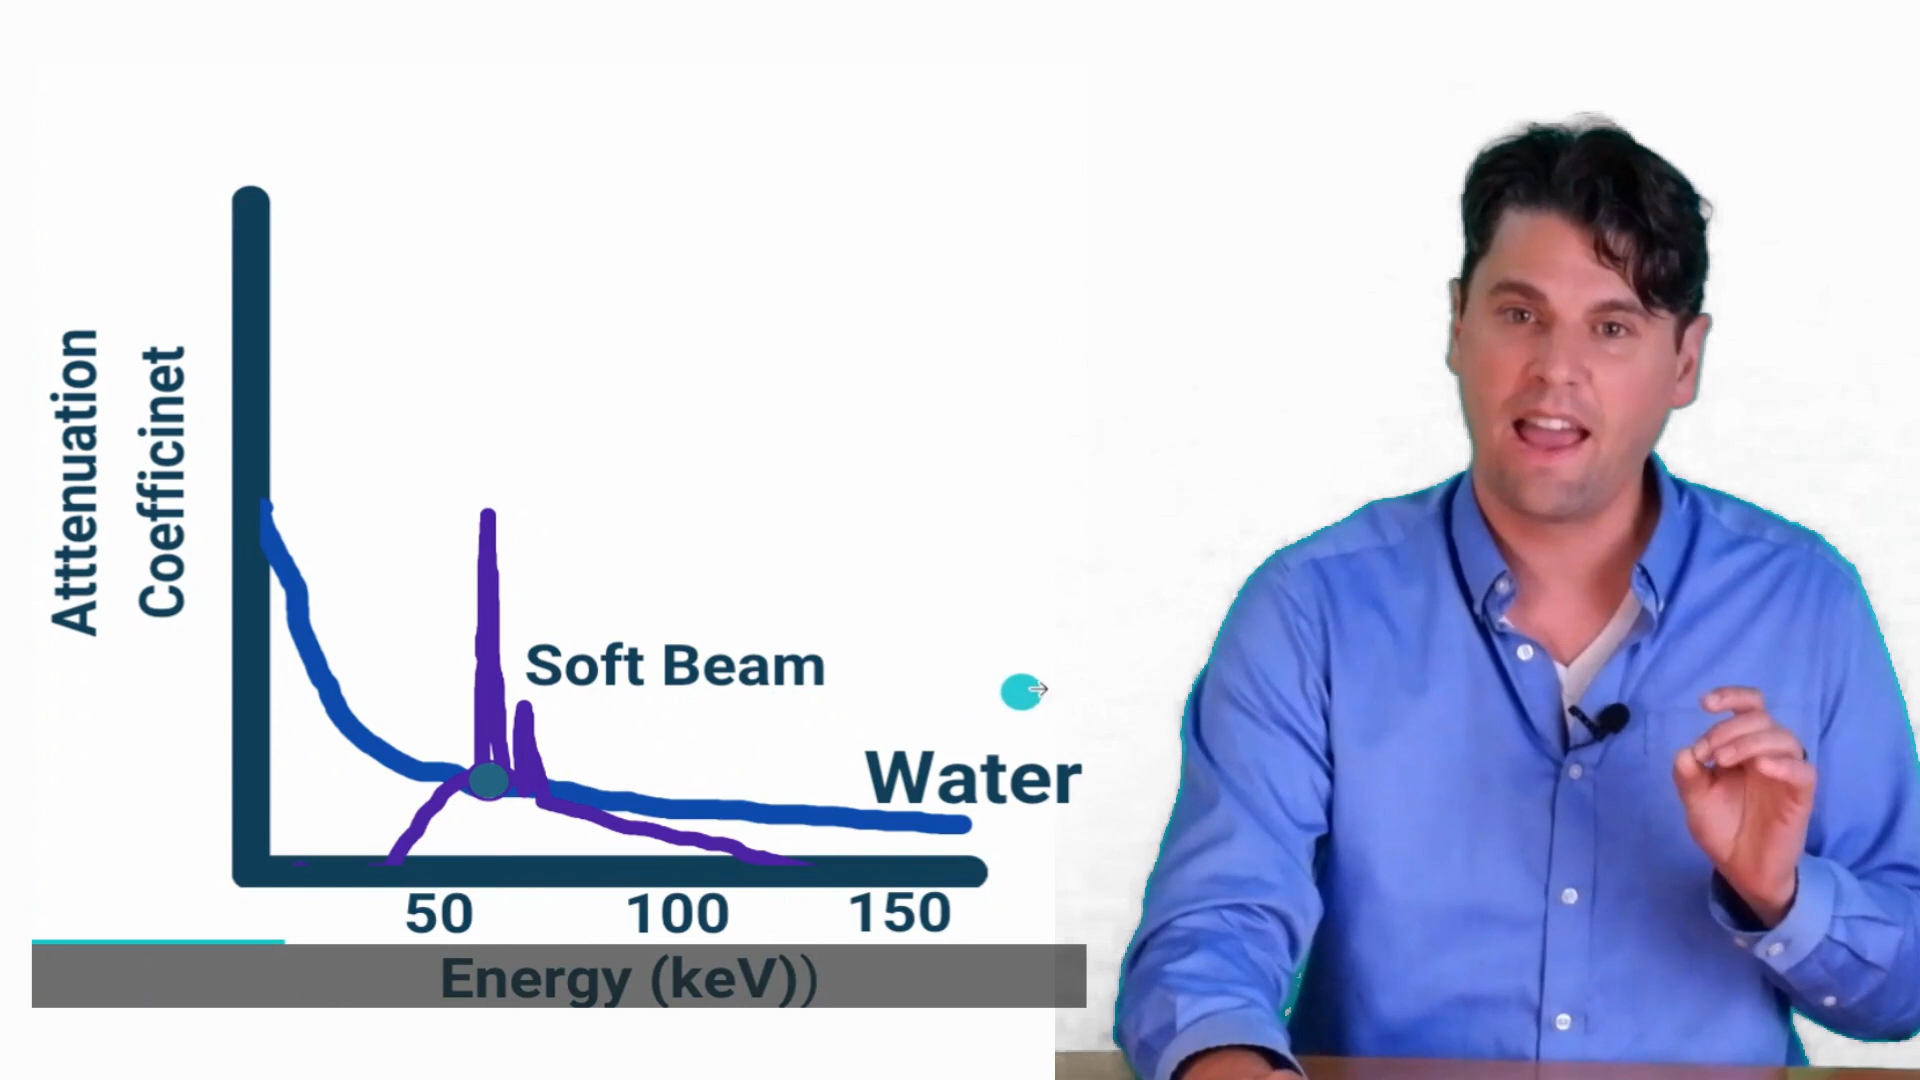 Atttenuation
Coefficinet
Soft Beam
Water
50 100 150
Energy (keV))